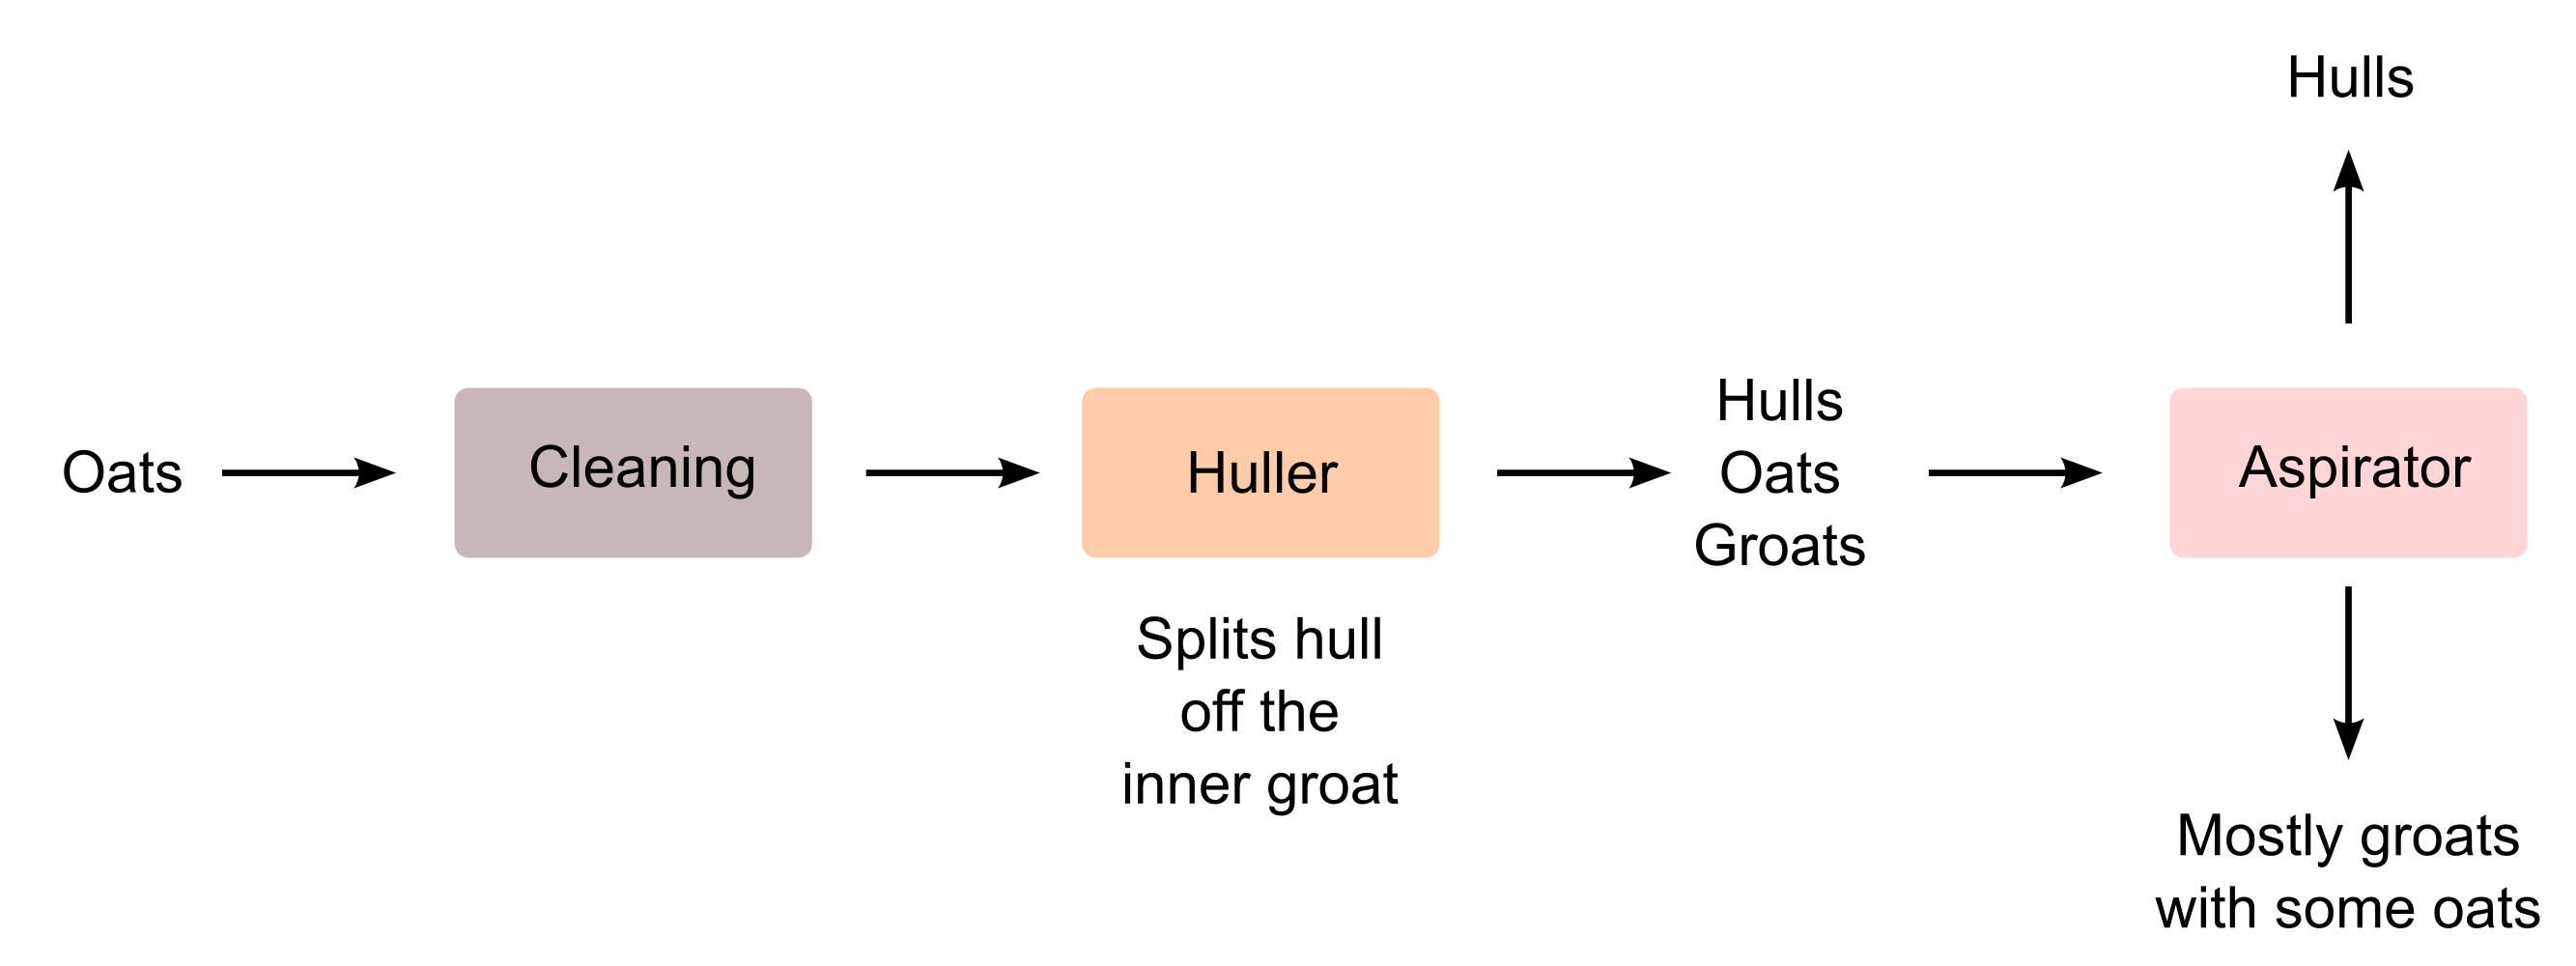 Oats
Cleaning
Huller
Splits hull
off the
inner groat
Hulls
Oats
Groats
Aspirator
Hulls
Mostly groats
with some oats